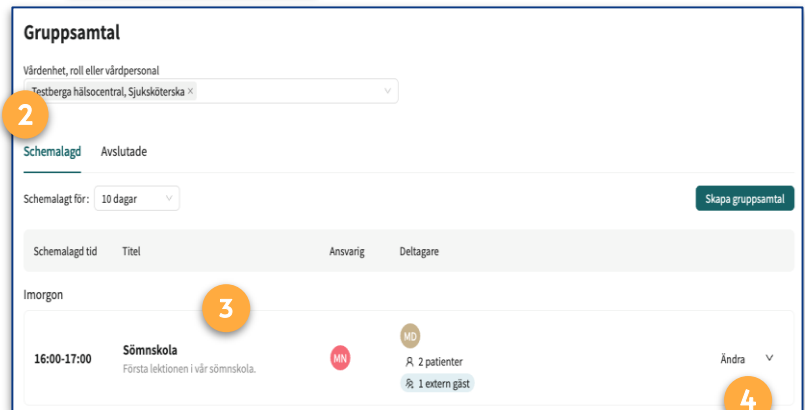 Gruppsamtal
Vårdenhet, roll eller vårdpersonal
Testberga hälsocentral, Sjuksköterska ×
2
Schemalagd Avslutade
Schemalagt för: 10 dagar
Skapa gruppsamtal
Schemalagd tid Titel Ansvarig Deltagare
Imorgon
3
MD
16:00-17:00 Sömnskola MN 2 patienter Ändra
Första lektionen i vår sömnskola.
1 extern gäst
4